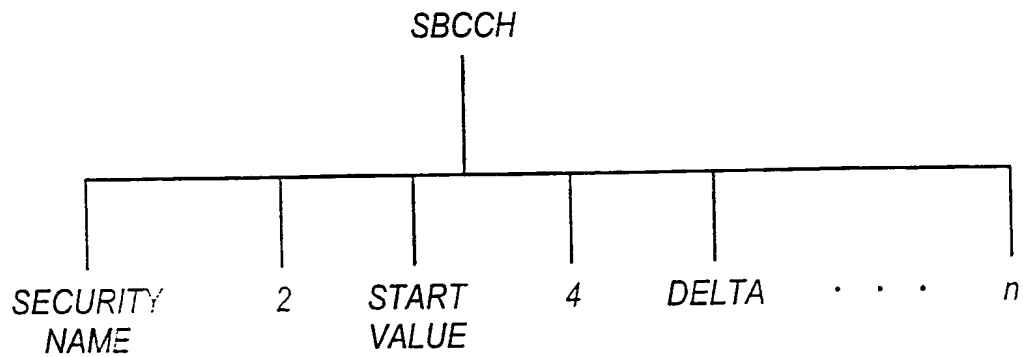 SBCCH
SECURITY NAME
2
START VALUE
4
DELTA
. . . .
n